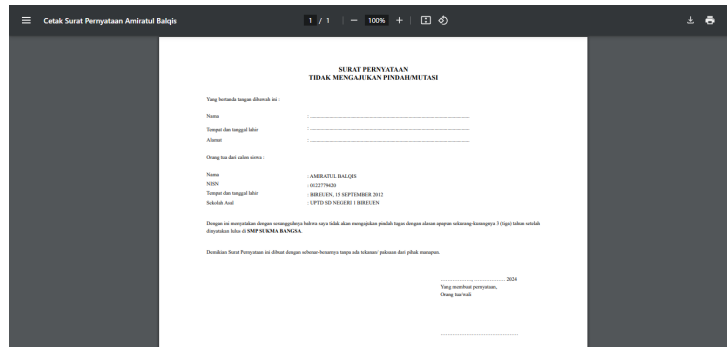 Cetak Surat Pernyataan Amiratul Balqis
1 / 1
100%
SURAT PERNYATAAN
TIDAK MENGAJUKAN PINDAH/MUTASI
Yang bertanda tangan dibawah ini :
Nama : ...............................................................
Tempat dan tanggal lahir : ...............................................................
Alamat : ...............................................................
Orang tua dari calon siswa :
Nama : AMIRATUL BALQIS
NISN : 0122779420
Tempat dan tanggal lahir : BIREUEN, 15 SEPTEMBER 2012
Sekolah Asal : UPTD SD NEGERI 1 BIREUEN
Dengan ini menyatakan dengan sesungguhnya bahwa saya tidak akan mengajukan pindah tugas dengan alasan apapun sekurang-kurangnya 3 (tiga) tahun setelah
dinyatakan lulus di SMP SUKMA BANGSA.
Demikian Surat Pernyataan ini dibuat dengan sebenar-benarnya tanpa ada tekanan/ paksaan dari pihak manapun.
................., ................. 2024
Yang membuat pernyataan,
Orang tua/wali
..........................................